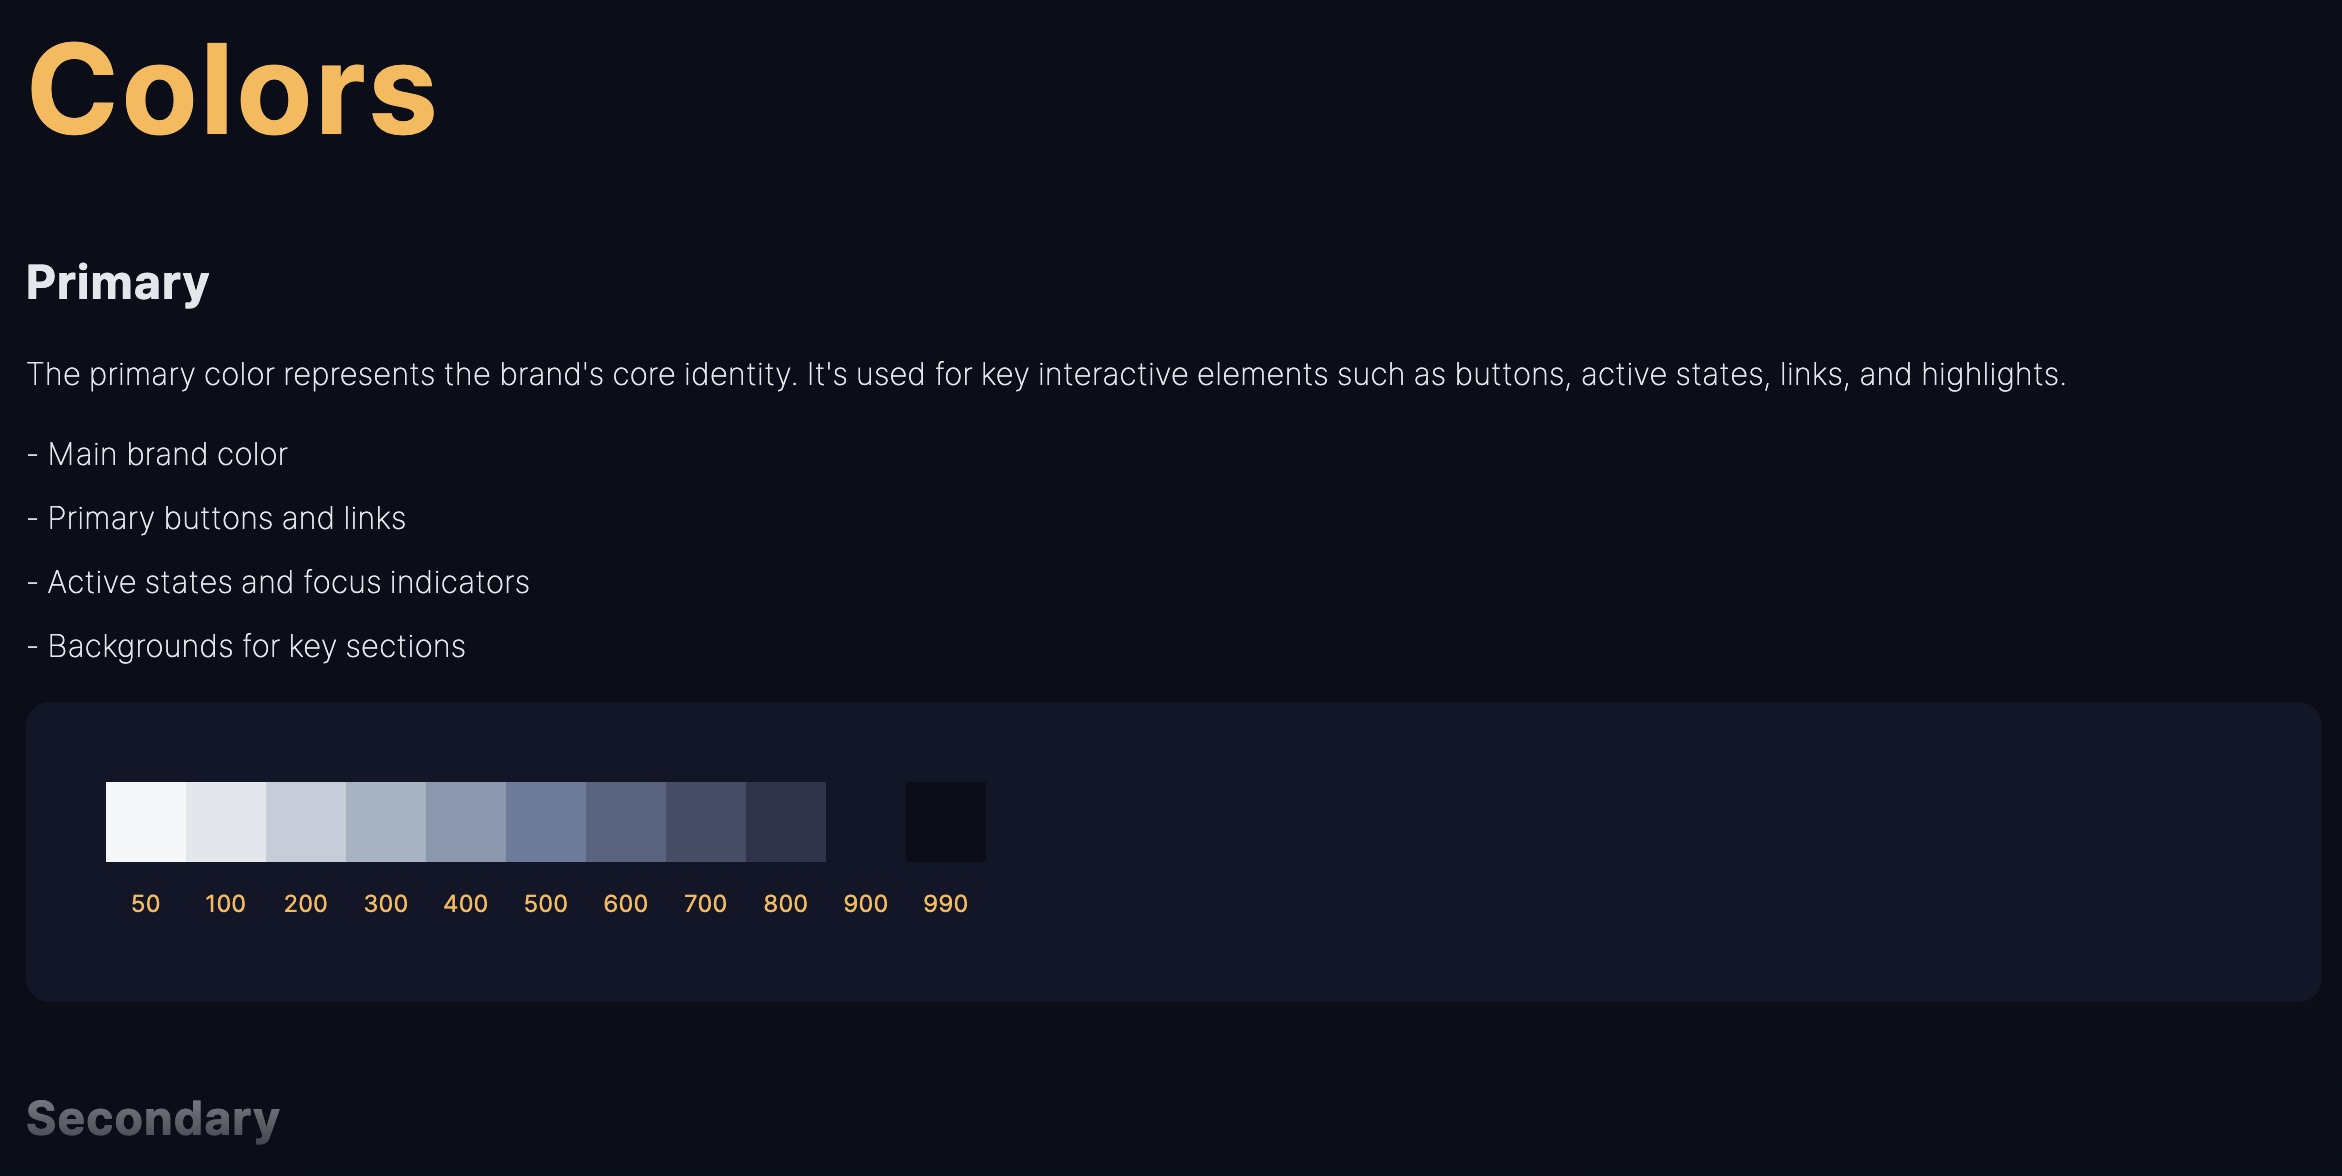 Colors
Primary
The primary color represents the brand's core identity. It's used for key interactive elements such as buttons, active states, links, and highlights.
- Main brand color
- Primary buttons and links
- Active states and focus indicators
- Backgrounds for key sections
50 100 200 300 400 500 600 700 800 900 990
Secondary